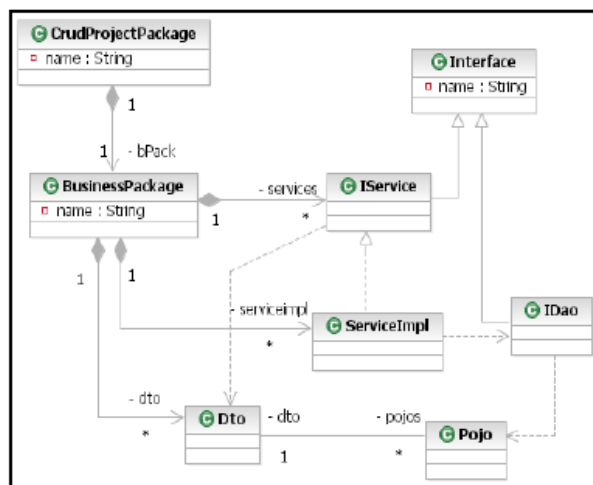 CrudProjectPackage
name : String
Interface
name : String
1
1
- bPack
BusinessPackage
name : String
- services
1
*
IService
1
1
- serviceimpl
*
ServiceImpl
IDao
- dto
*
Dto
- dto
1
- pojos
*
Pojo